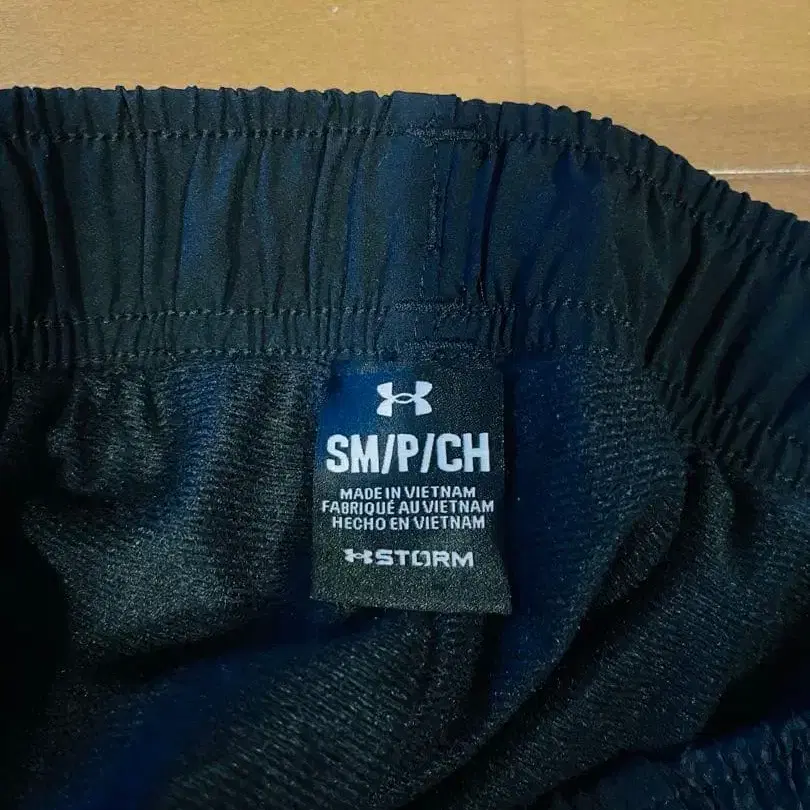 SM/P/CH
MADE IN VIETNAM
FABRIQUÉ AU VIETNAM
HECHO EN VIETNAM
STORM